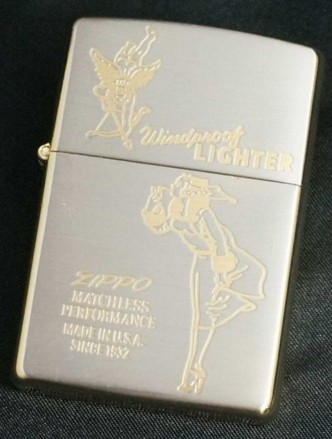 Windproof
LIGHTER
ZIPPO
MATCHLESS
PERFORMANCE
MADE IN U.S.A.
SINCE 1932